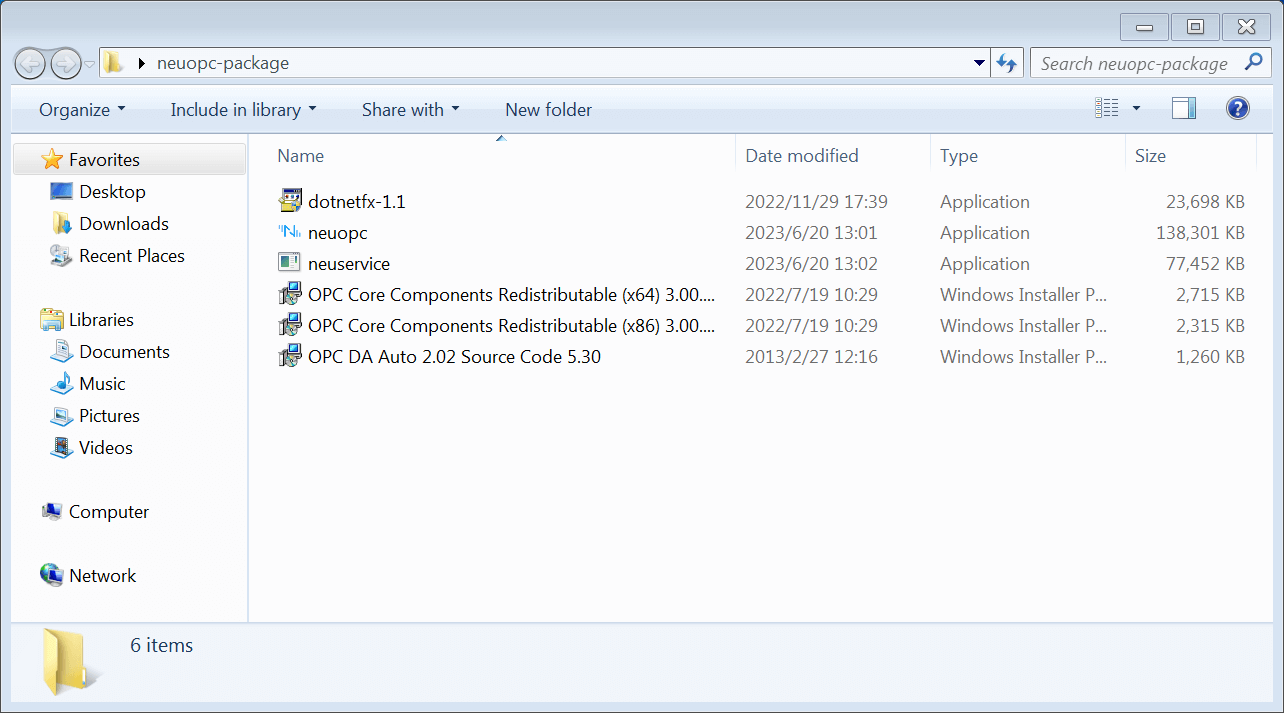 neuopc-package
Search neuopc-package
Organize Include in library Share with New folder
Favorites
Desktop
Downloads
Recent Places
Libraries
Documents
Music
Pictures
Videos
Computer
Network
Name Date modified Type Size
dotnetfx-1.1 2022/11/29 17:39 Application 23,698 KB
neuopc 2023/6/20 13:01 Application 138,301 KB
neuservice 2023/6/20 13:02 Application 77,452 KB
OPC Core Components Redistributable (x64) 3.00.... 2022/7/19 10:29 Windows Installer P... 2,715 KB
OPC Core Components Redistributable (x86) 3.00.... 2022/7/19 10:29 Windows Installer P... 2,315 KB
OPC DA Auto 2.02 Source Code 5.30 2013/2/27 12:16 Windows Installer P... 1,260 KB
6 items